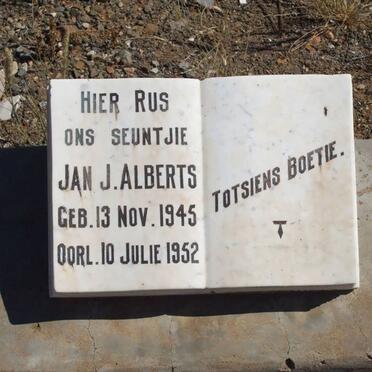 HIER RUS
ONS SEUNTJIE
JAN J. ALBERTS
GEB. 13 NOV. 1945
OORL. 10 JULIE 1952
TOTSIENS BOETIE.